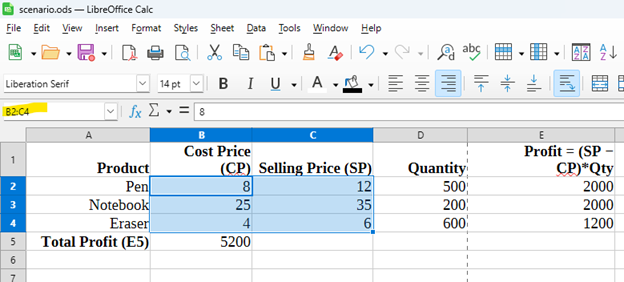 scenario.ods — LibreOffice Calc
File Edit View Insert Format Styles Sheet Data Tools Window Help
Liberation Serif 14 pt B I U A
B2:C4 fx Σ = 8
A B C D E
1 Product Cost Price (CP) Selling Price (SP) Quantity Profit = (SP − CP)*Qty
2 Pen 8 12 500 2000
3 Notebook 25 35 200 2000
4 Eraser 4 6 600 1200
5 Total Profit (E5) 5200
6
7